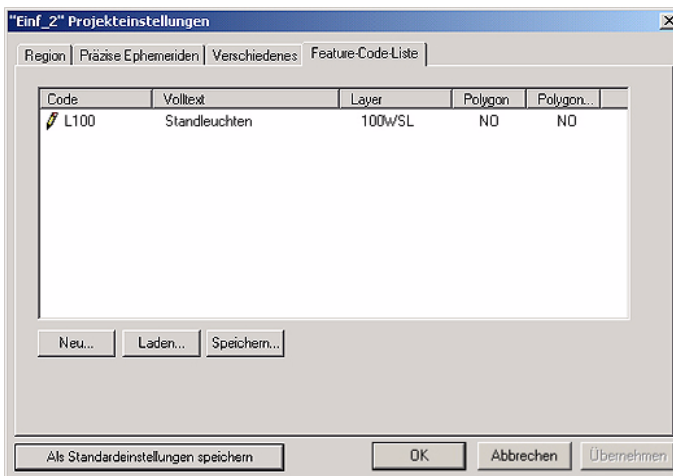 "Einf_2" Projekteinstellungen
Region Präzise Ephemeriden Verschiedenes Feature-Code-Liste
Code Volltext Layer Polygon Polygon...
L100 Standleuchten 100WSL NO NO
Neu... Laden... Speichern...
Als Standardeinstellungen speichern OK Abbrechen Übernehmen